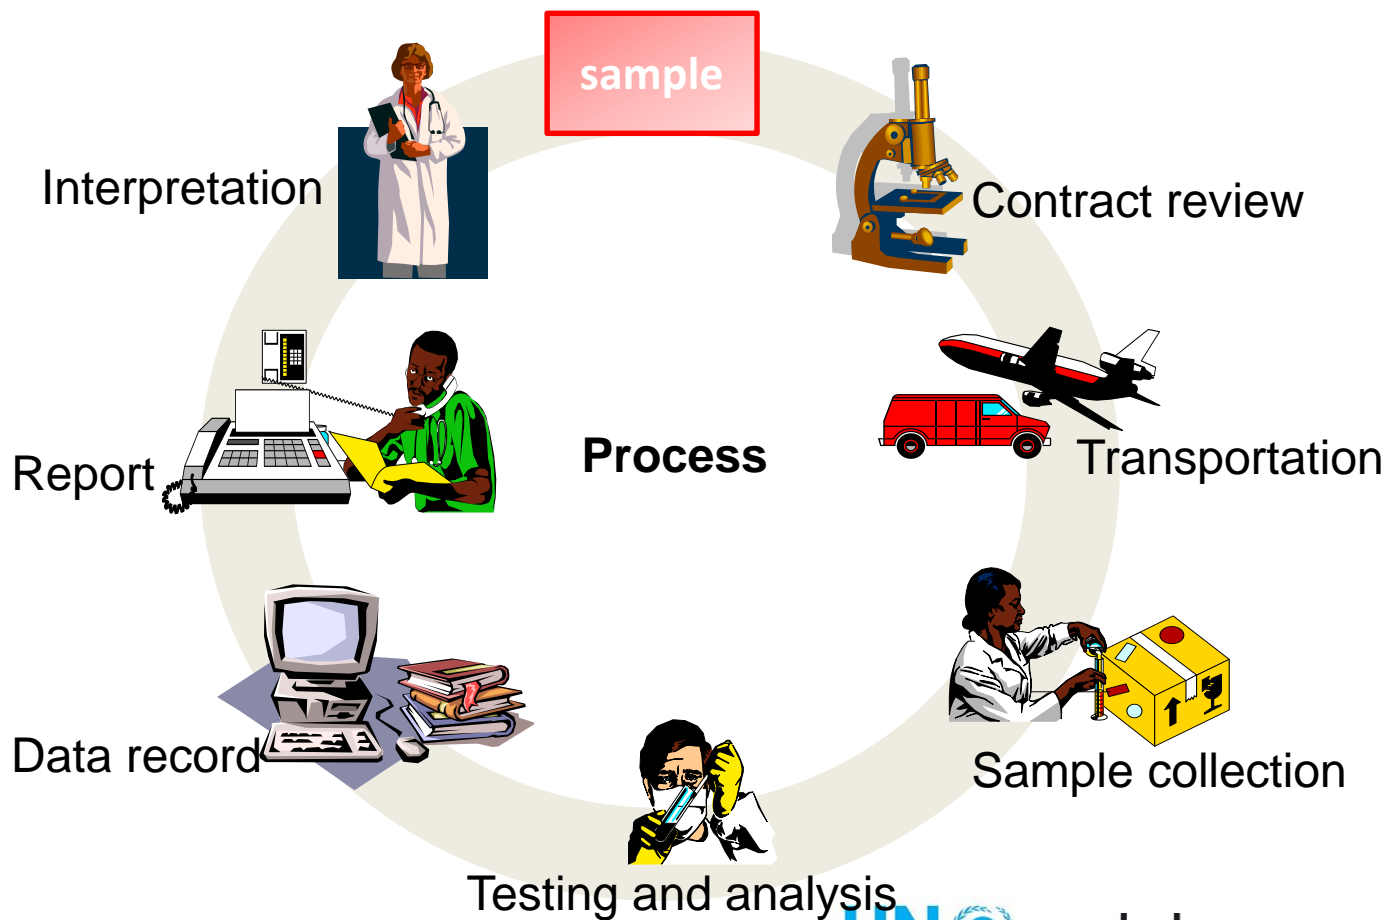 sample
Interpretation
Contract review
Process
Report
Transportation
Data record
Sample collection
Testing and analysis